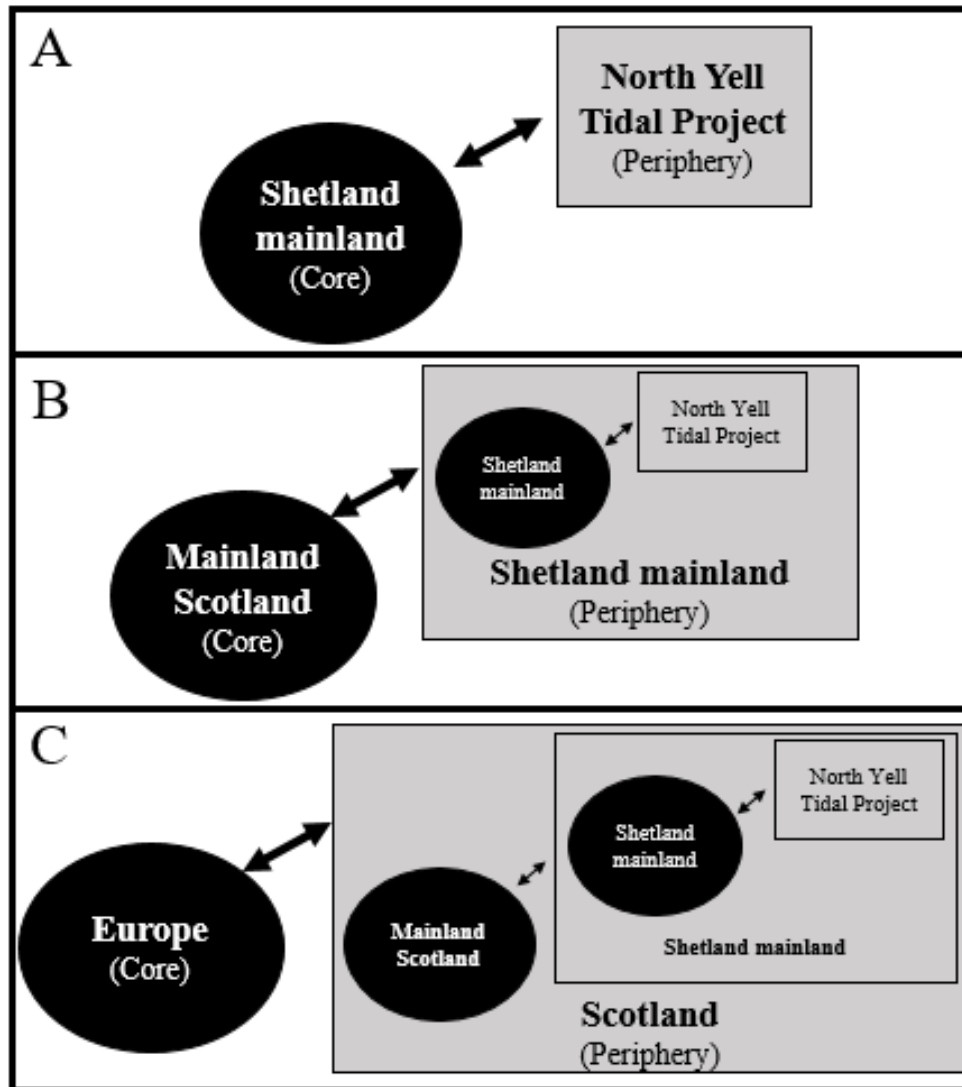 A
North Yell
Tidal Project
(Periphery)
Shetland
mainland
(Core)
B
North Yell
Tidal Project
Shetland
mainland
Mainland
Scotland
(Core)
Shetland mainland
(Periphery)
C
North Yell
Tidal Project
Shetland
mainland
Europe
(Core)
Mainland
Scotland
Shetland mainland
Scotland
(Periphery)